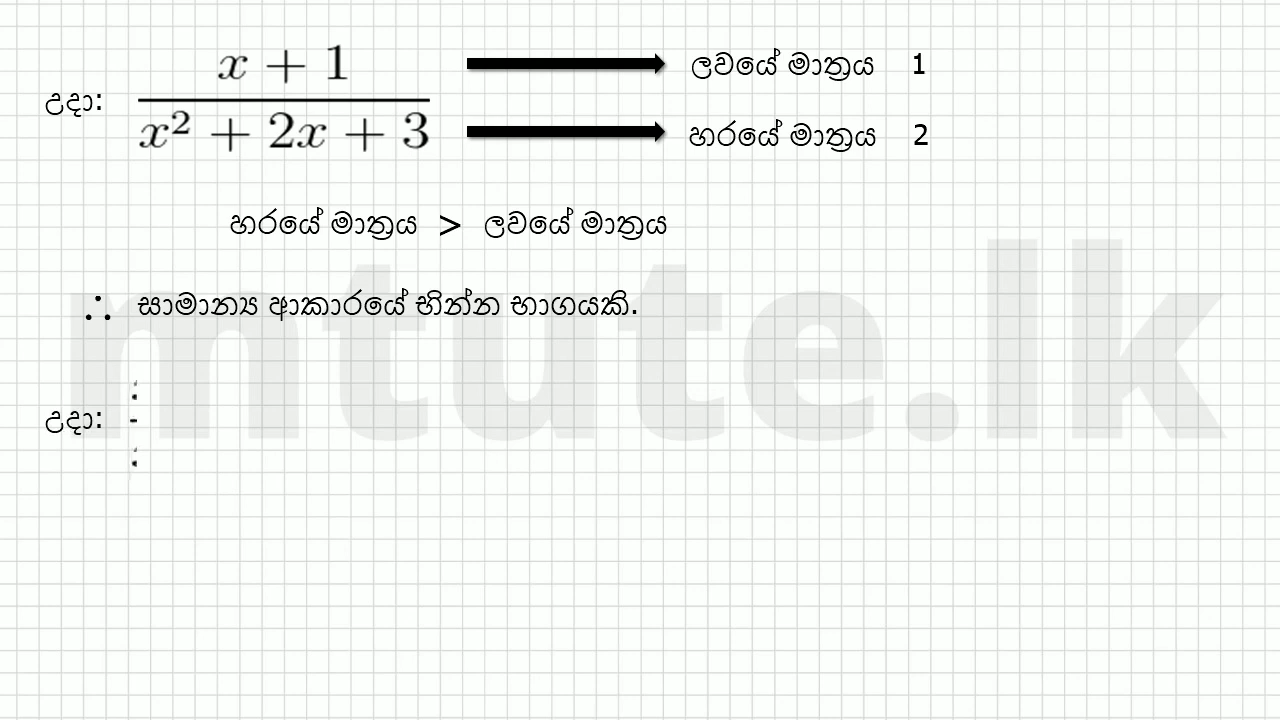 x + 1 ලවයේ මාත්‍රය 1
උදා:
x² + 2x + 3 හරයේ මාත්‍රය 2
හරයේ මාත්‍රය > ලවයේ මාත්‍රය
∴ සාමාන්‍ය ආකාරයේ භින්න භාගයකි.
mtute.lk
උදා: